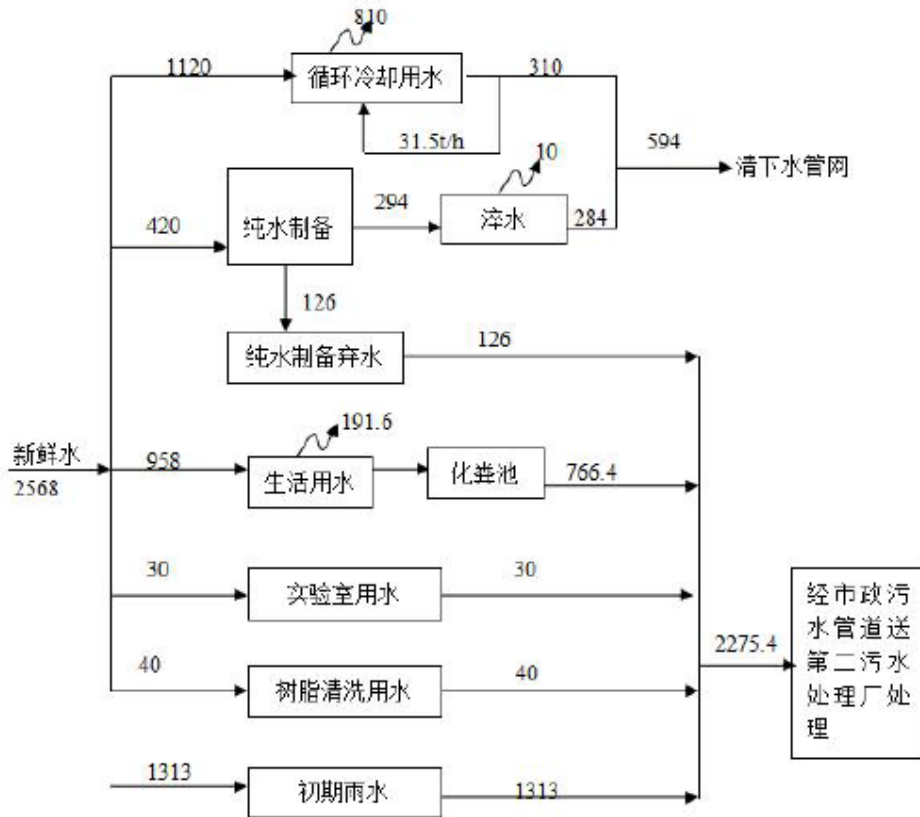 810
1120
循环冷却用水
310
31.5t/h
10
594
清下水管网
420
纯水制备
294
淬水
284
126
纯水制备弃水
126
191.6
新鲜水
2568
958
生活用水
化粪池
766.4
30
实验室用水
30
经市政污
水管道送
第二污水
处理厂处
理
2275.4
40
树脂清洗用水
40
1313
初期雨水
1313